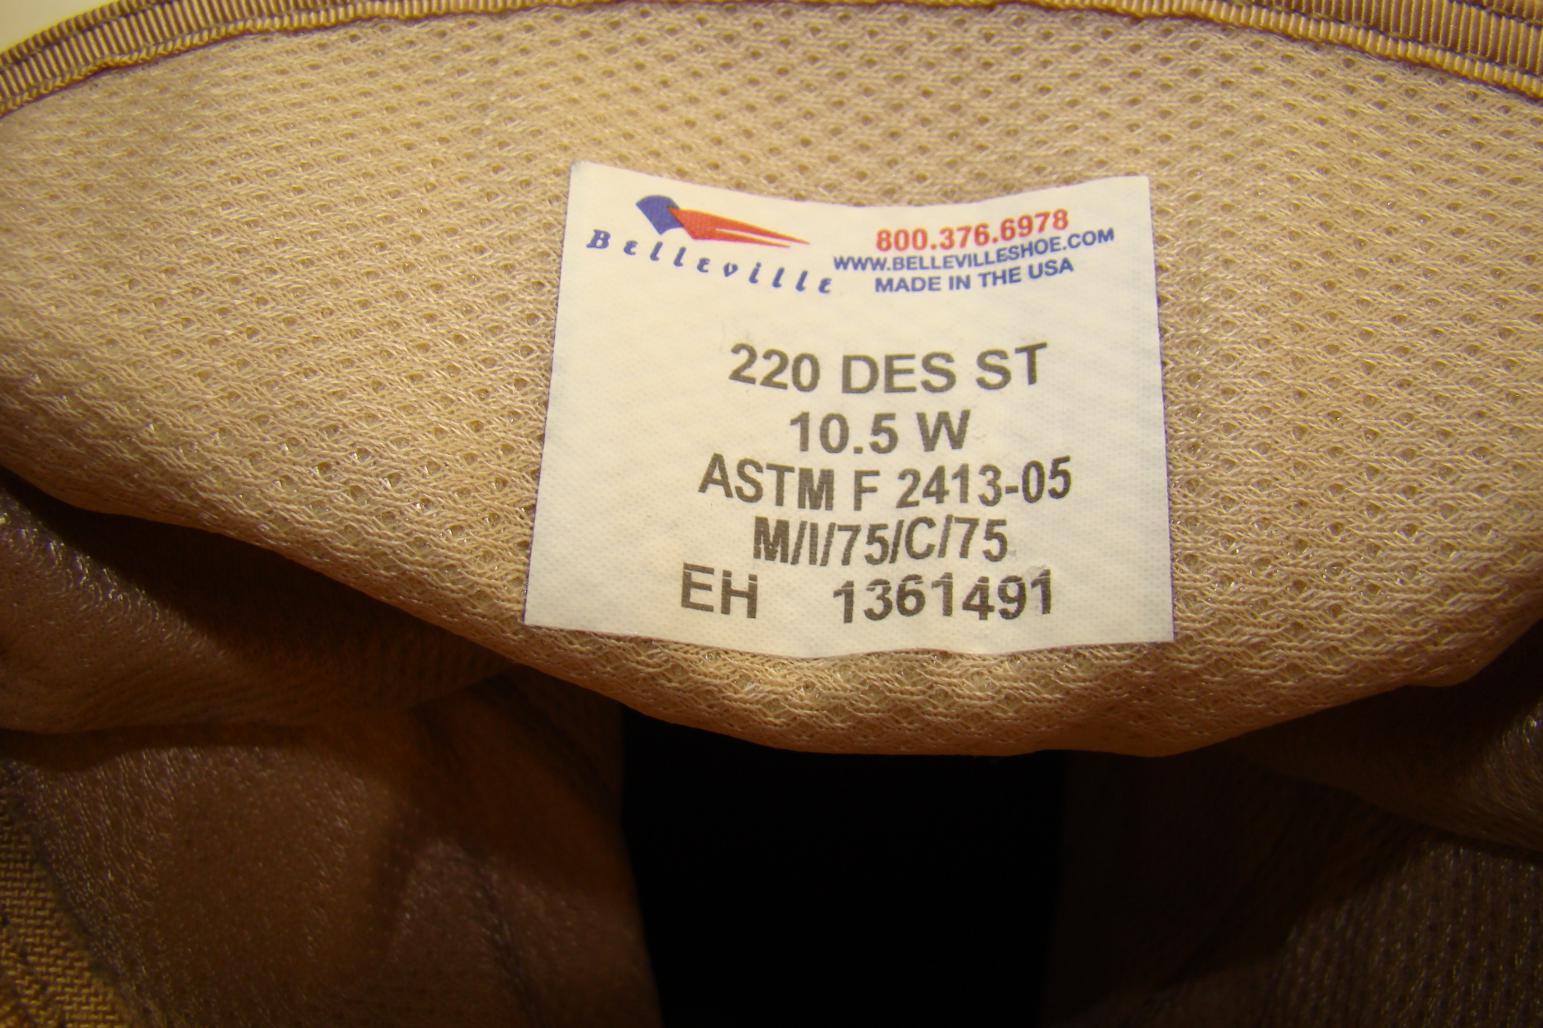 Belleville
800.376.6978
WWW.BELLEVILLESHOE.COM
MADE IN THE USA
220 DES ST
10.5 W
ASTM F 2413-05
M/I/75/C/75
EH 1361491